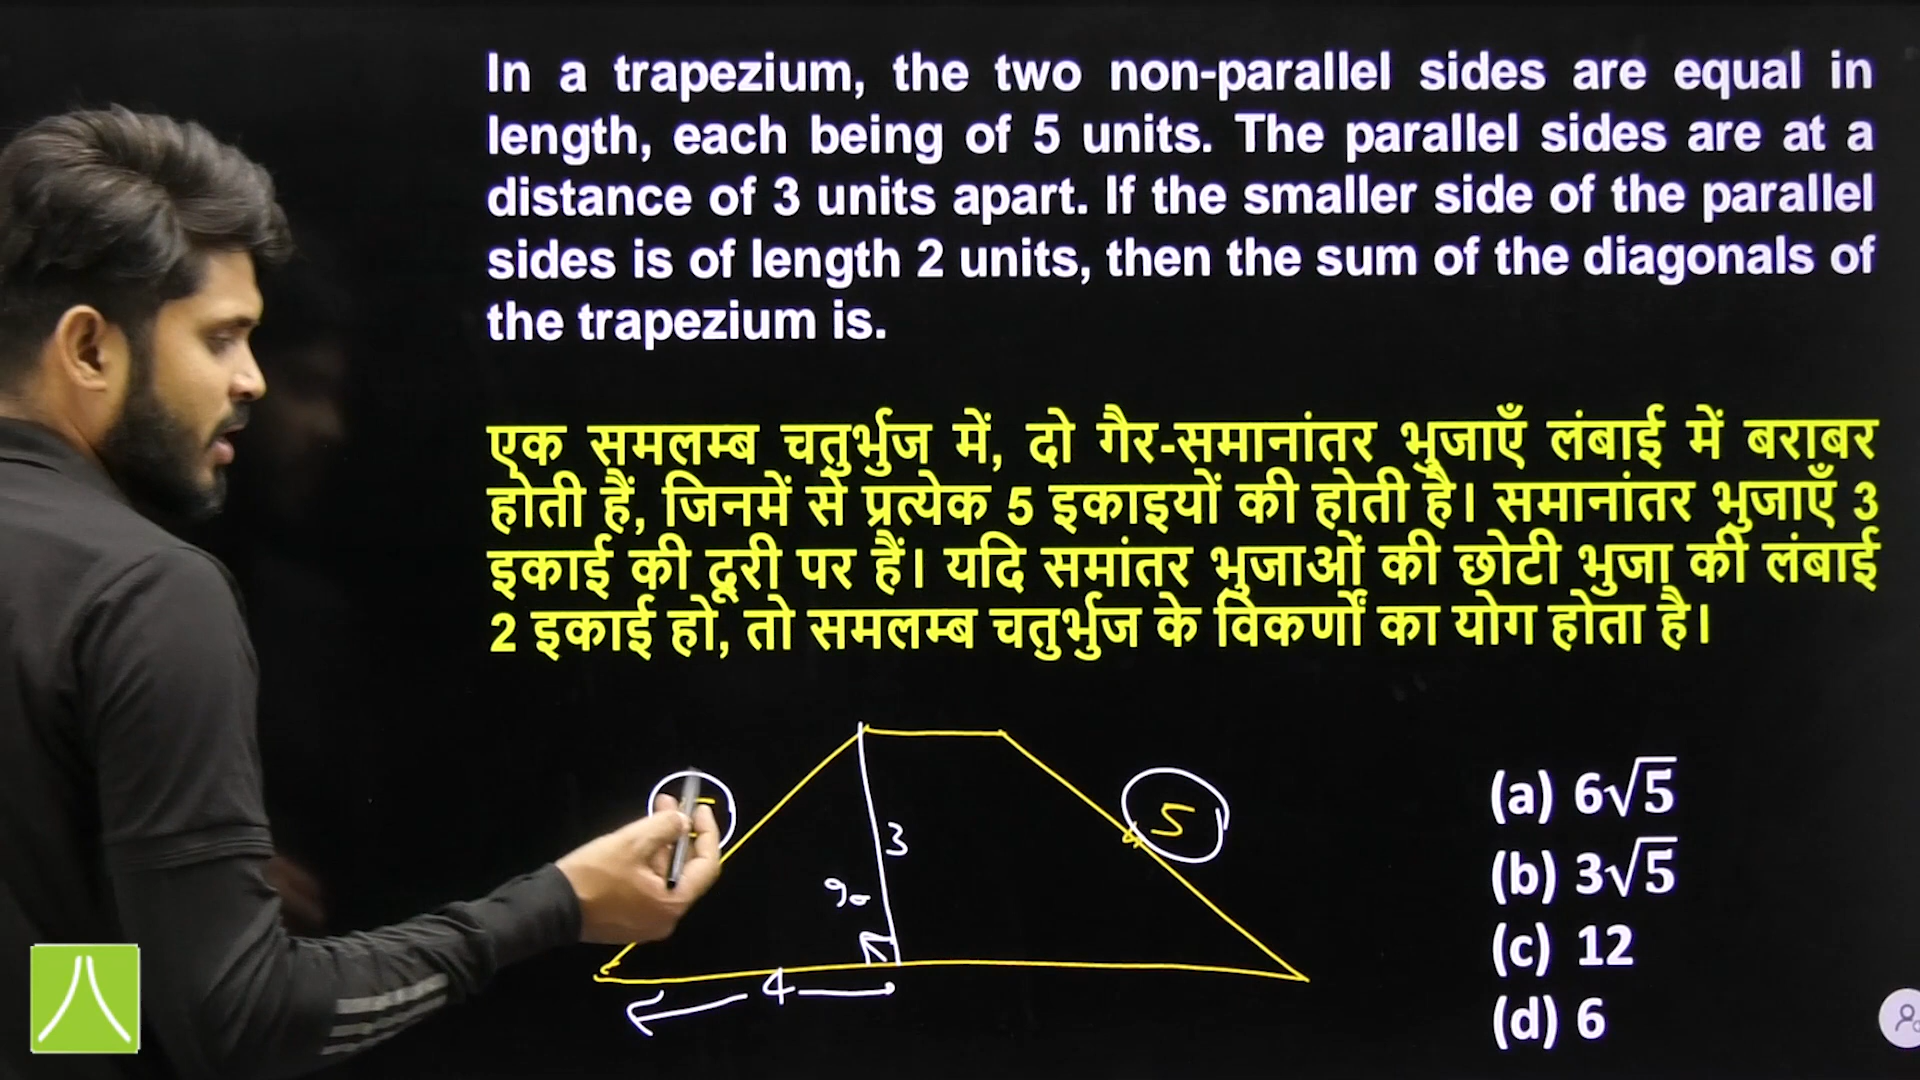 In a trapezium, the two non-parallel sides are equal in
length, each being of 5 units. The parallel sides are at a
distance of 3 units apart. If the smaller side of the parallel
sides is of length 2 units, then the sum of the diagonals of
the trapezium is.
एक समलम्ब चतुर्भुज में, दो गैर-समानांतर भुजाएँ लंबाई में बराबर
होती हैं, जिनमें से प्रत्येक 5 इकाइयों की होती है। समानांतर भुजाएँ 3
इकाई की दूरी पर हैं। यदि समांतर भुजाओं की छोटी भुजा की लंबाई
2 इकाई हो, तो समलम्ब चतुर्भुज के विकर्णों का योग होता है।
5
3
90
4
(a) 6√5
(b) 3√5
(c) 12
(d) 6